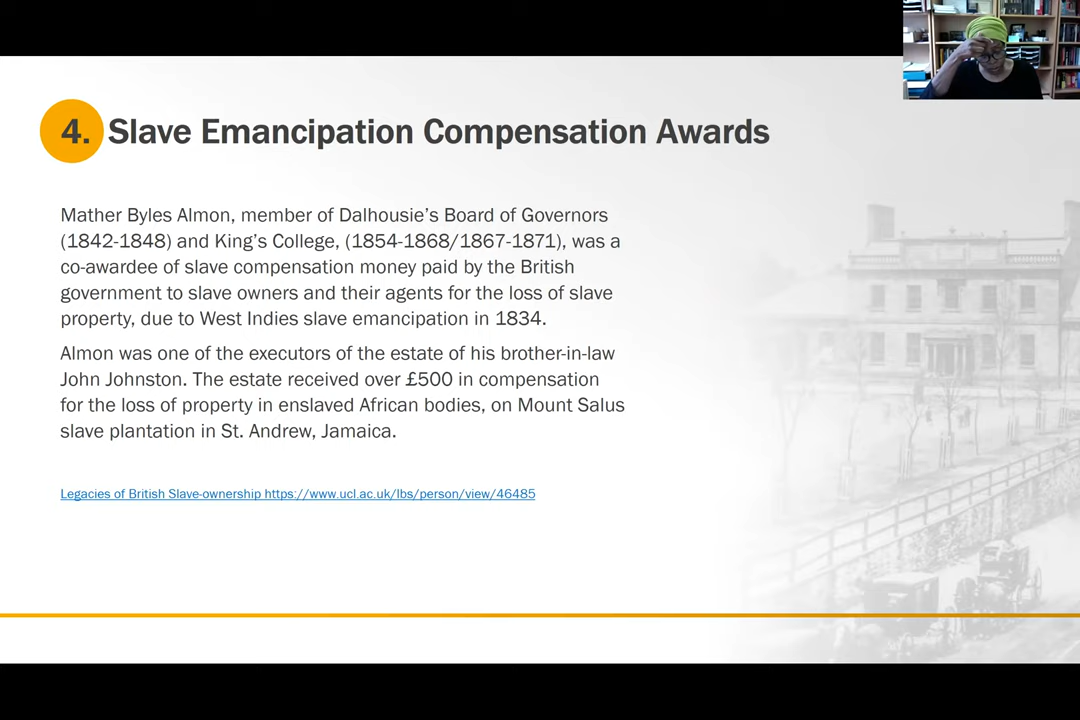 4. Slave Emancipation Compensation Awards
Mather Byles Almon, member of Dalhousie's Board of Governors
(1842-1848) and King's College, (1854-1868/1867-1871), was a
co-awardee of slave compensation money paid by the British
government to slave owners and their agents for the loss of slave
property, due to West Indies slave emancipation in 1834.
Almon was one of the executors of the estate of his brother-in-law
John Johnston. The estate received over £500 in compensation
for the loss of property in enslaved African bodies, on Mount Salus
slave plantation in St. Andrew, Jamaica.
Legacies of British Slave-ownership https://www.ucl.ac.uk/lbs/person/view/46485